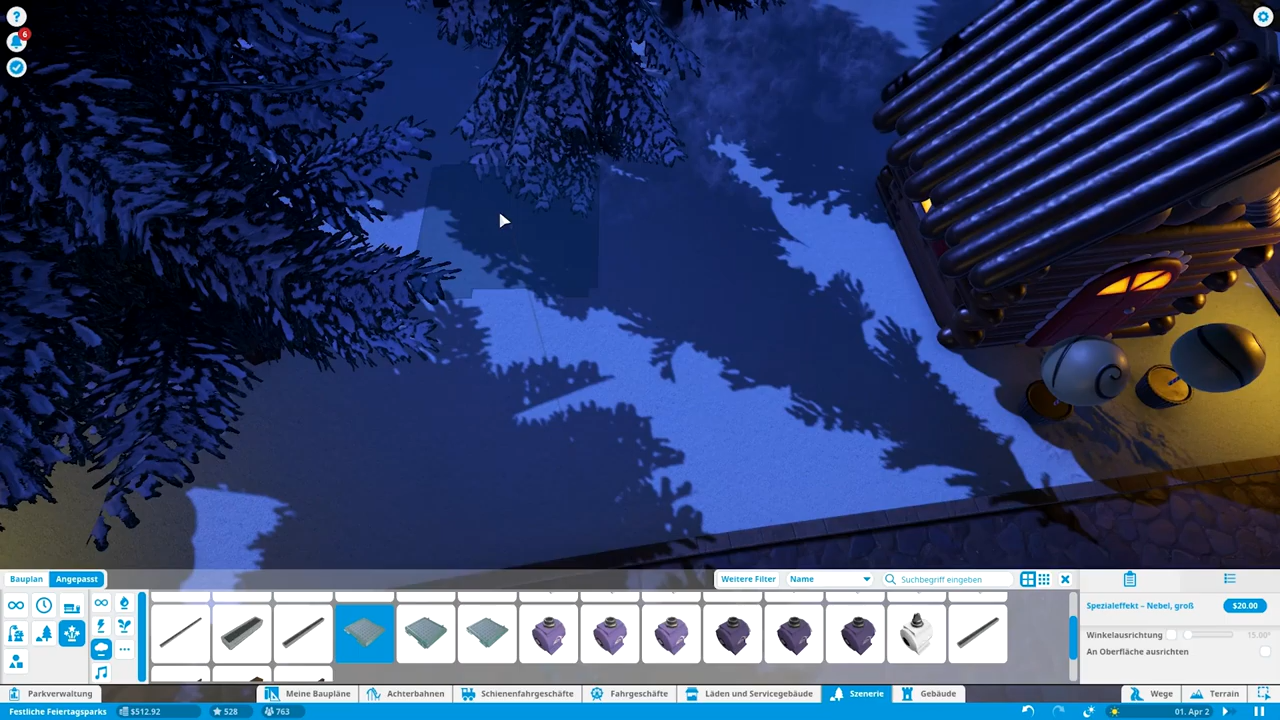 ?
6
Bauplan
Angepasst
Weitere Filter
Name
Suchbegriff eingeben
Spezialeffekt – Nebel, groß
$20.00
Winkelausrichtung
15.00°
An Oberfläche ausrichten
Parkverwaltung
Meine Baupläne
Achterbahnen
Schienenfahrgeschäfte
Fahrgeschäfte
Läden und Servicegebäude
Szenerie
Gebäude
Wege
Terrain
Festliche Feiertagsparks
$512.92
528
763
01. Apr 2